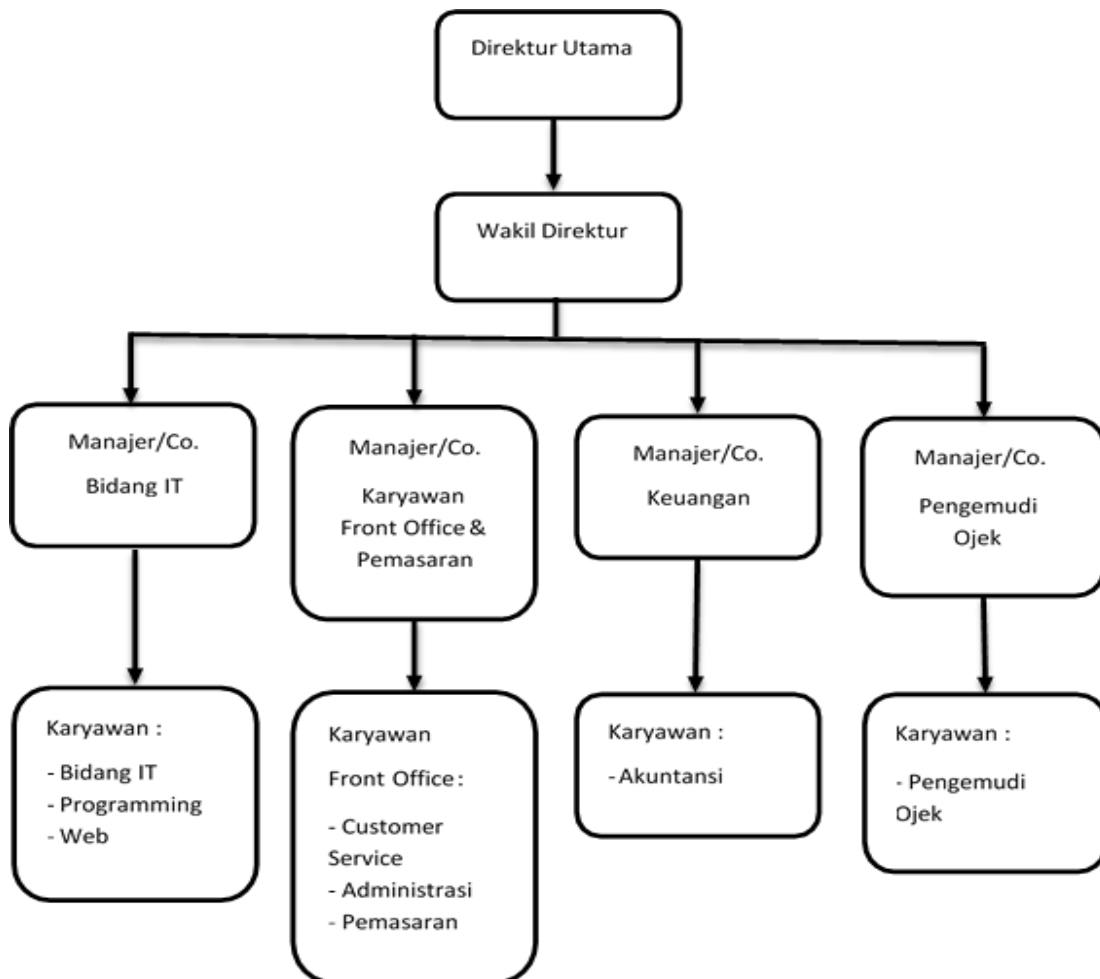 Direktur Utama
Wakil Direktur
Manajer/Co.
Bidang IT
Manajer/Co.
Karyawan
Front Office &
Pemasaran
Manajer/Co.
Keuangan
Manajer/Co.
Pengemudi
Ojek
Karyawan :
- Bidang IT
- Programming
- Web
Karyawan
Front Office :
- Customer
Service
- Administrasi
- Pemasaran
Karyawan :
- Akuntansi
Karyawan :
- Pengemudi
Ojek